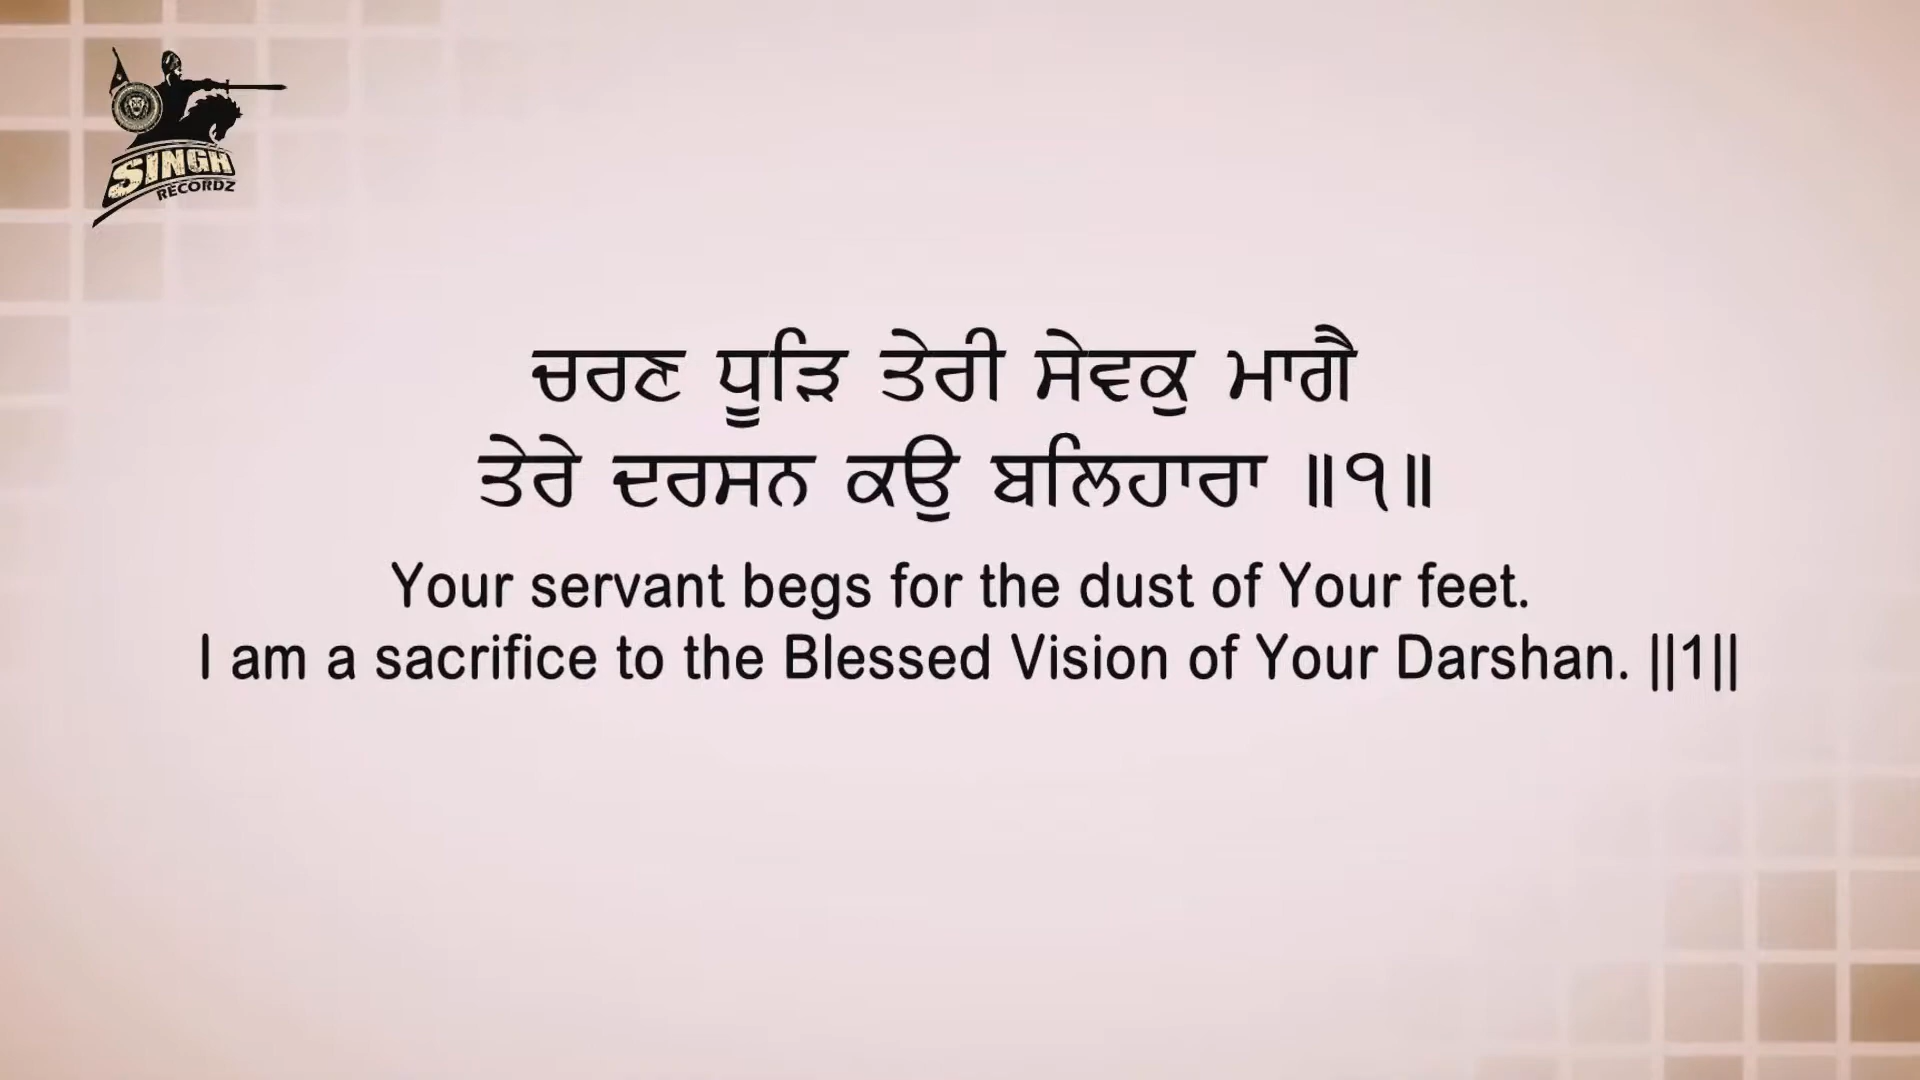 SINGH
RECORDZ
ਚਰਣ ਧੂੜਿ ਤੇਰੀ ਸੇਵਕੁ ਮਾਗੈ
ਤੇਰੇ ਦਰਸਨ ਕਉ ਬਲਿਹਾਰਾ ॥੧॥
Your servant begs for the dust of Your feet.
I am a sacrifice to the Blessed Vision of Your Darshan. ||1||